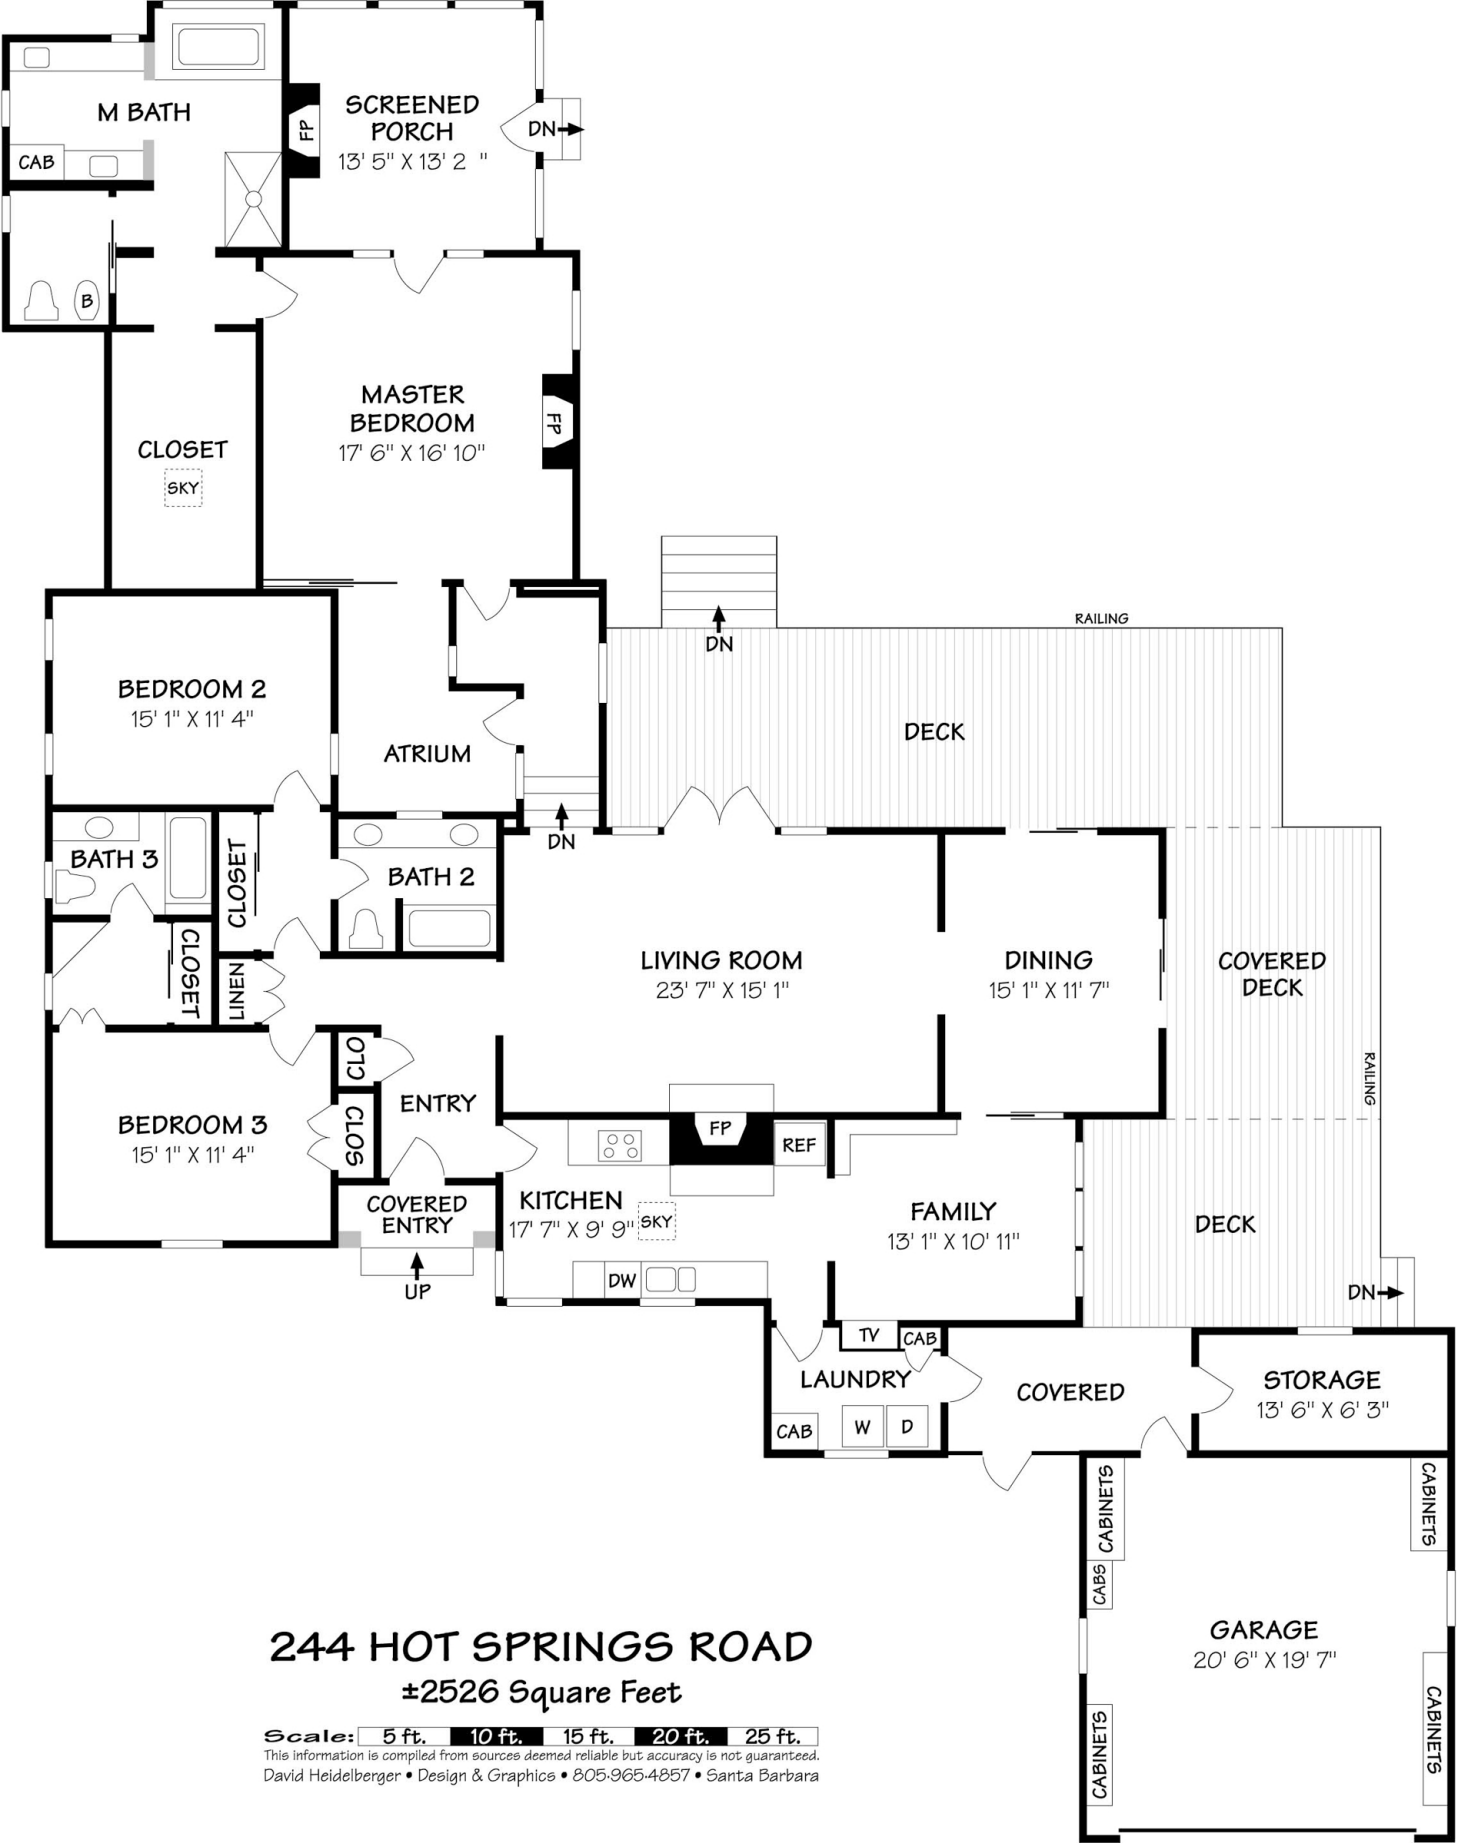 M BATH
CAB
B
FP
SCREENED
PORCH
13' 5" X 13' 2 "
DN
MASTER
BEDROOM
17' 6" X 16' 10"
FP
CLOSET
SKY
BEDROOM 2
15' 1" X 11' 4"
ATRIUM
DN
DN
RAILING
DECK
BATH 3
CLOSET
BATH 2
CLOSET
LINEN
LIVING ROOM
23' 7" X 15' 1"
DINING
15' 1" X 11' 7"
COVERED
DECK
RAILING
CLO
CLOS
ENTRY
BEDROOM 3
15' 1" X 11' 4"
COVERED
ENTRY
UP
FP
REF
KITCHEN
17' 7" X 9' 9"
SKY
DW
FAMILY
13' 1" X 10' 11"
DECK
DN
TV
CAB
LAUNDRY
CAB
W
D
COVERED
STORAGE
13' 6" X 6' 3"
CABINETS
CABINETS
CABS
GARAGE
20' 6" X 19' 7"
CABINETS
CABINETS
244 HOT SPRINGS ROAD
±2526 Square Feet
Scale: 5 ft. 10 ft. 15 ft. 20 ft. 25 ft.
This information is compiled from sources deemed reliable but accuracy is not guaranteed.
David Heidelberger • Design & Graphics • 805•965•4857 • Santa Barbara